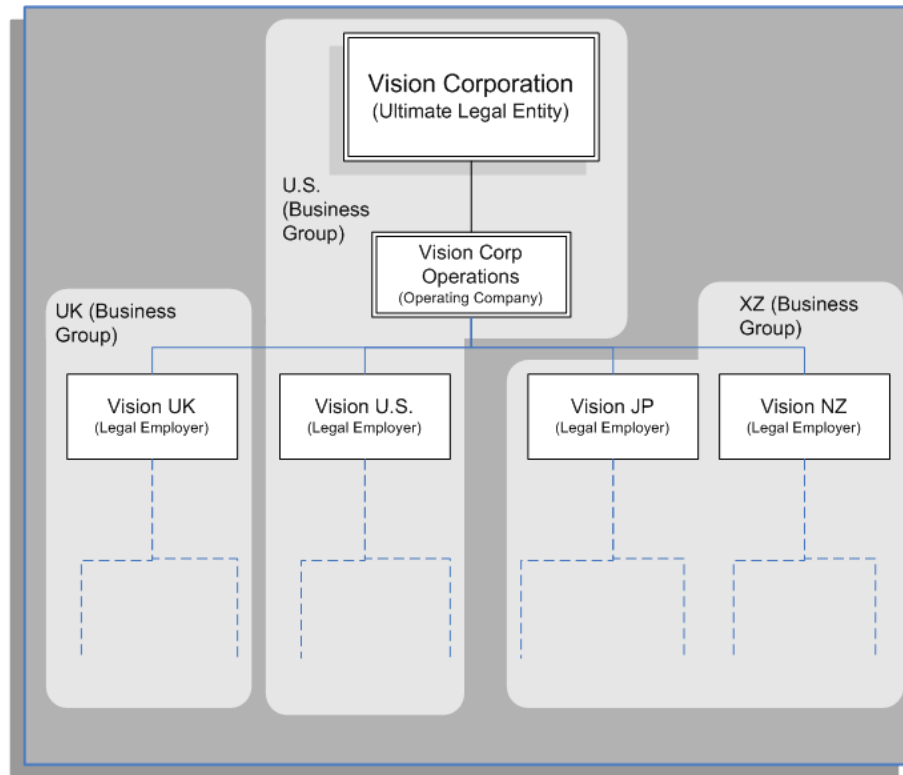 Vision Corporation
(Ultimate Legal Entity)
U.S.
(Business
Group)
Vision Corp
Operations
(Operating Company)
UK (Business
Group)
XZ (Business
Group)
Vision UK
(Legal Employer)
Vision U.S.
(Legal Employer)
Vision JP
(Legal Employer)
Vision NZ
(Legal Employer)